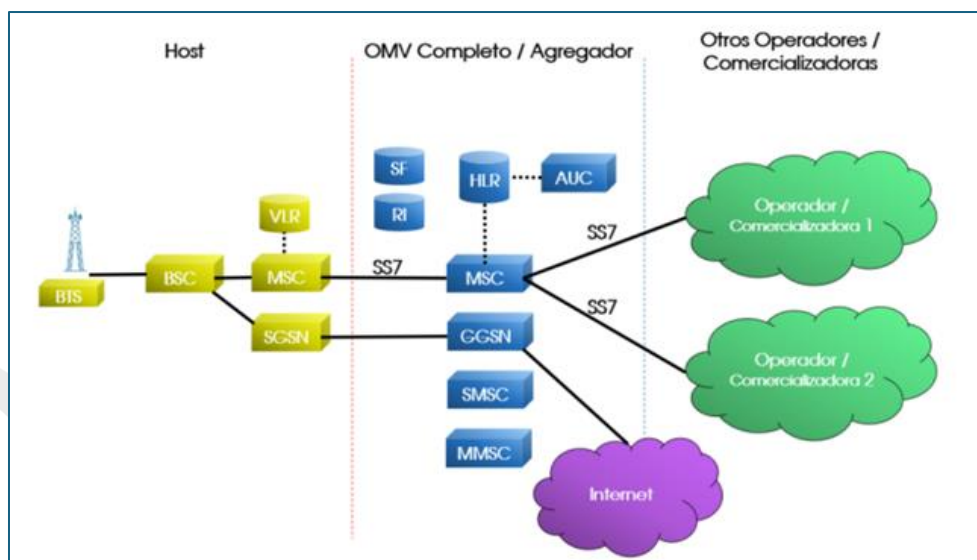 Host
OMV Completo / Agregador
Otros Operadores /
Comercializadoras
SF
HLR
AUC
Operador /
Comercializadora 1
VLR
RI
SS7
BSC
MSC
SS7
MSC
BTS
SS7
SGSN
GGSN
Operador /
Comercializadora 2
SMSC
MMSC
Internet